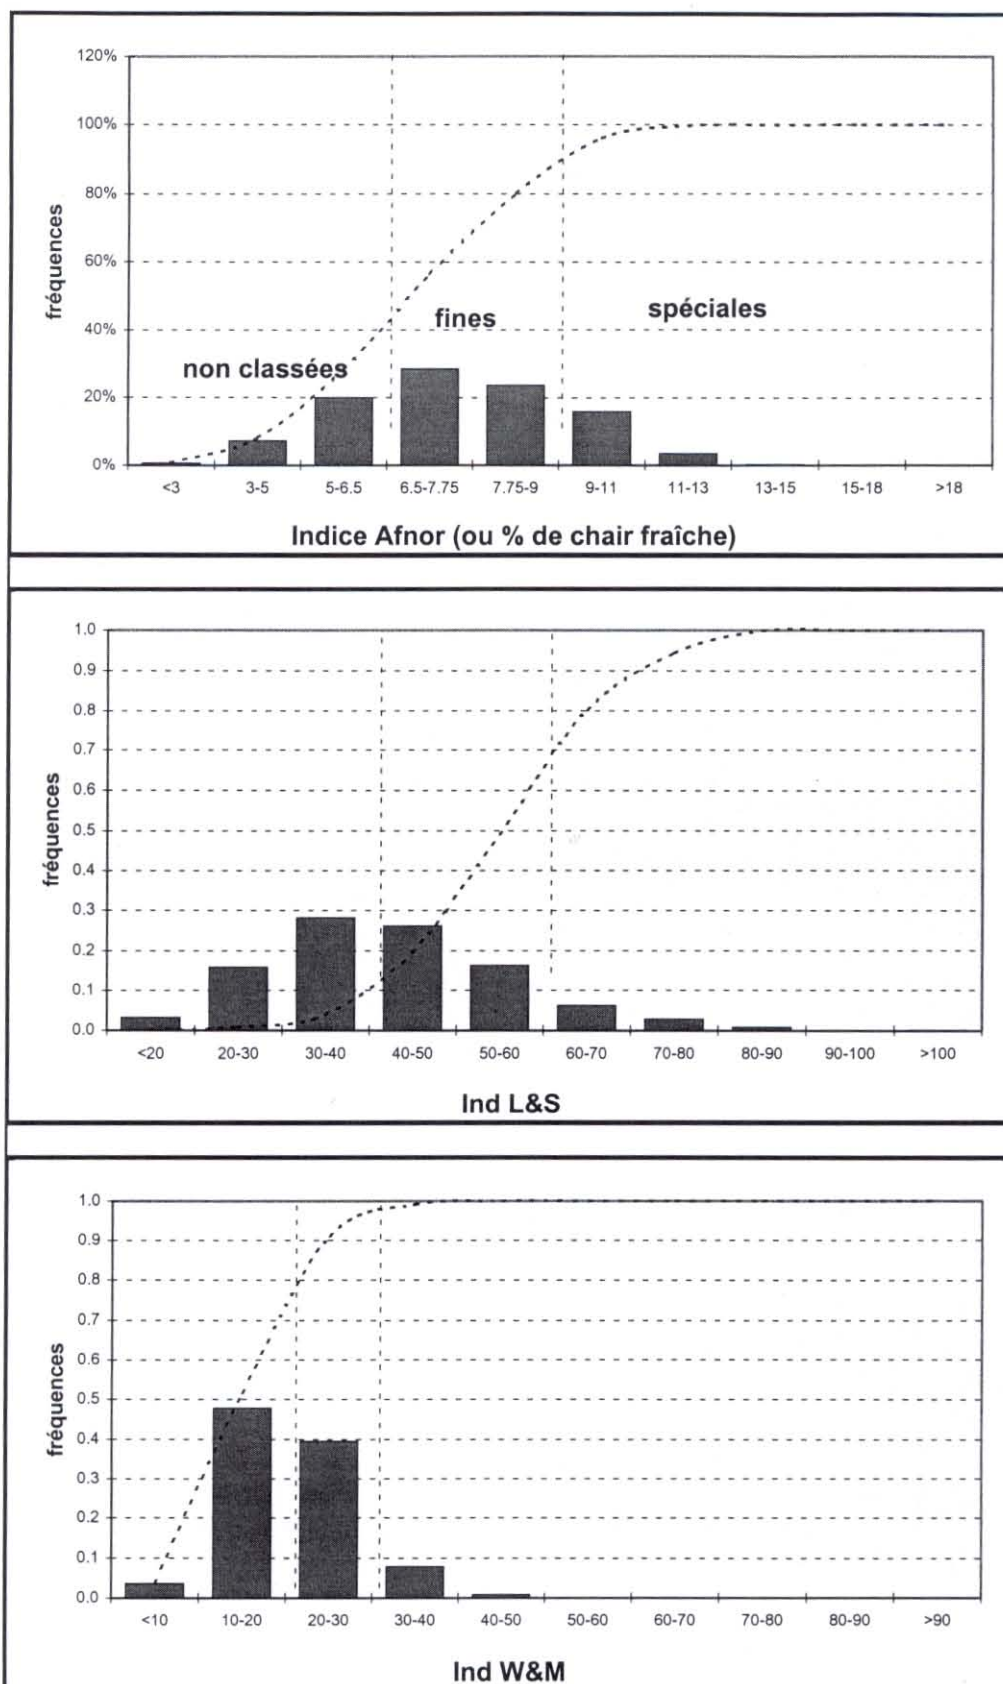 120%
100%
80%
60%
40%
20%
0%
fréquences
non classées
fines
spéciales
<3 3-5 5-6.5 6.5-7.75 7.75-9 9-11 11-13 13-15 15-18 >18
Indice Afnor (ou % de chair fraîche)
1.0
0.9
0.8
0.7
0.6
0.5
0.4
0.3
0.2
0.1
0.0
fréquences
<20 20-30 30-40 40-50 50-60 60-70 70-80 80-90 90-100 >100
Ind L&S
1.0
0.9
0.8
0.7
0.6
0.5
0.4
0.3
0.2
0.1
0.0
fréquences
<10 10-20 20-30 30-40 40-50 50-60 60-70 70-80 80-90 >90
Ind W&M